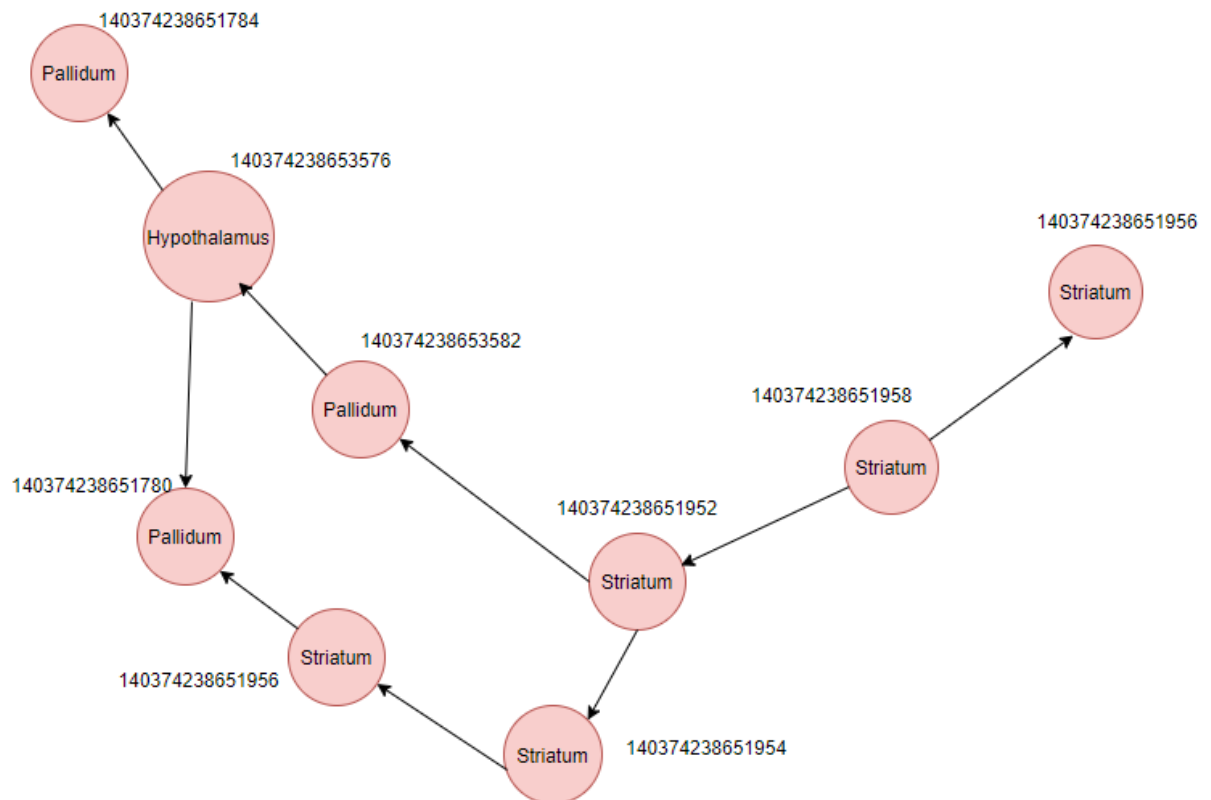 140374238651784
Pallidum
140374238653576
Hypothalamus
140374238651956
Striatum
140374238653582
Pallidum
140374238651958
Striatum
140374238651780
Pallidum
140374238651952
Striatum
Striatum
140374238651956
Striatum
140374238651954